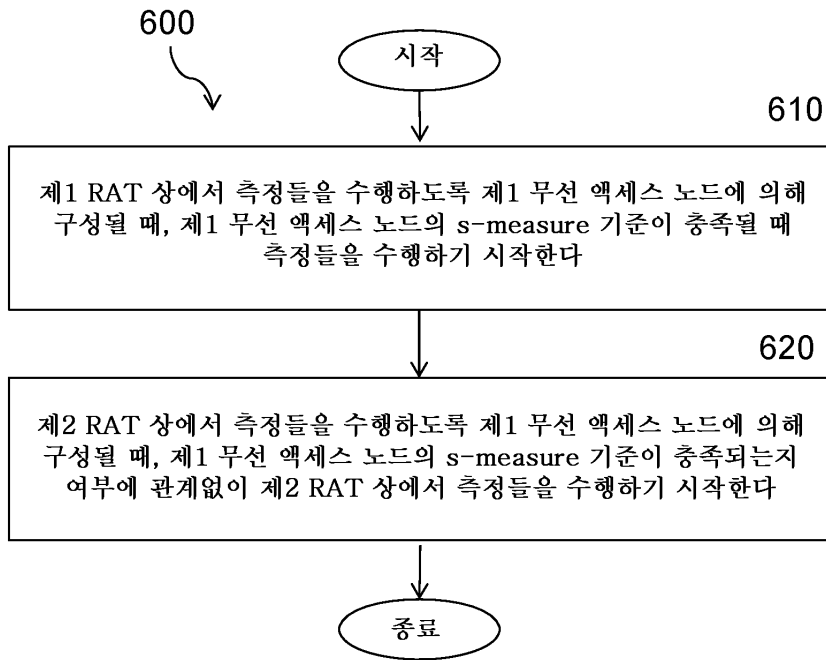 600
시작
610
제1 RAT 상에서 측정들을 수행하도록 제1 무선 액세스 노드에 의해
구성될 때, 제1 무선 액세스 노드의 s-measure 기준이 충족될 때
측정들을 수행하기 시작한다
620
제2 RAT 상에서 측정들을 수행하도록 제1 무선 액세스 노드에 의해
구성될 때, 제1 무선 액세스 노드의 s-measure 기준이 충족되는지
여부에 관계없이 제2 RAT 상에서 측정들을 수행하기 시작한다
종료